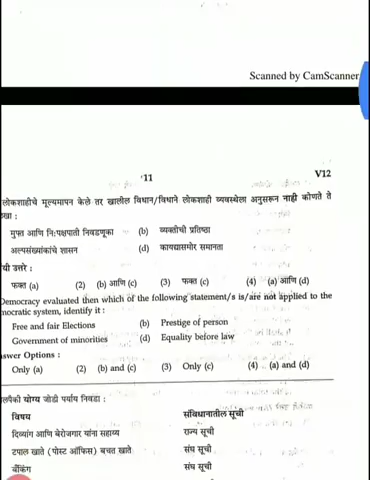 Scanned by CamScanner
11
V12
लोकशाहीचे मूल्यमापन केले तर खालील विधान/विधाने लोकशाही व्यवस्थेला अनुसरून नाही कोणते ते
मुफ्त आणि नि:पक्षपाती निवडणूका (b) व्यक्तीची प्रतिष्ठा
अल्पसंख्यांकांचे शासन (d) कायद्यासमोर समानता
ची उत्तरे :
फक्त (a) (2) (b) आणि (c) (3) फक्त (c) (4) (a) आणि (d)
Democracy evaluated then which of the following statement/s is/are not applied to the
mocratic system, identify it :
Free and fair Elections (b) Prestige of person
Government of minorities (d) Equality before law
swer Options :
Only (a) (2) (b) and (c) (3) Only (c) (4) (a) and (d)
लपैकी योग्य जोडी पर्याय निवडा :
विषय संविधानातील सूची
दिव्यांग आणि बेरोजगार यांना सहाय्य राज्य सूची
टपाल खाते (पोस्ट ऑफिस) बचत खाते संघ सूची
बँकिंग संघ सूची